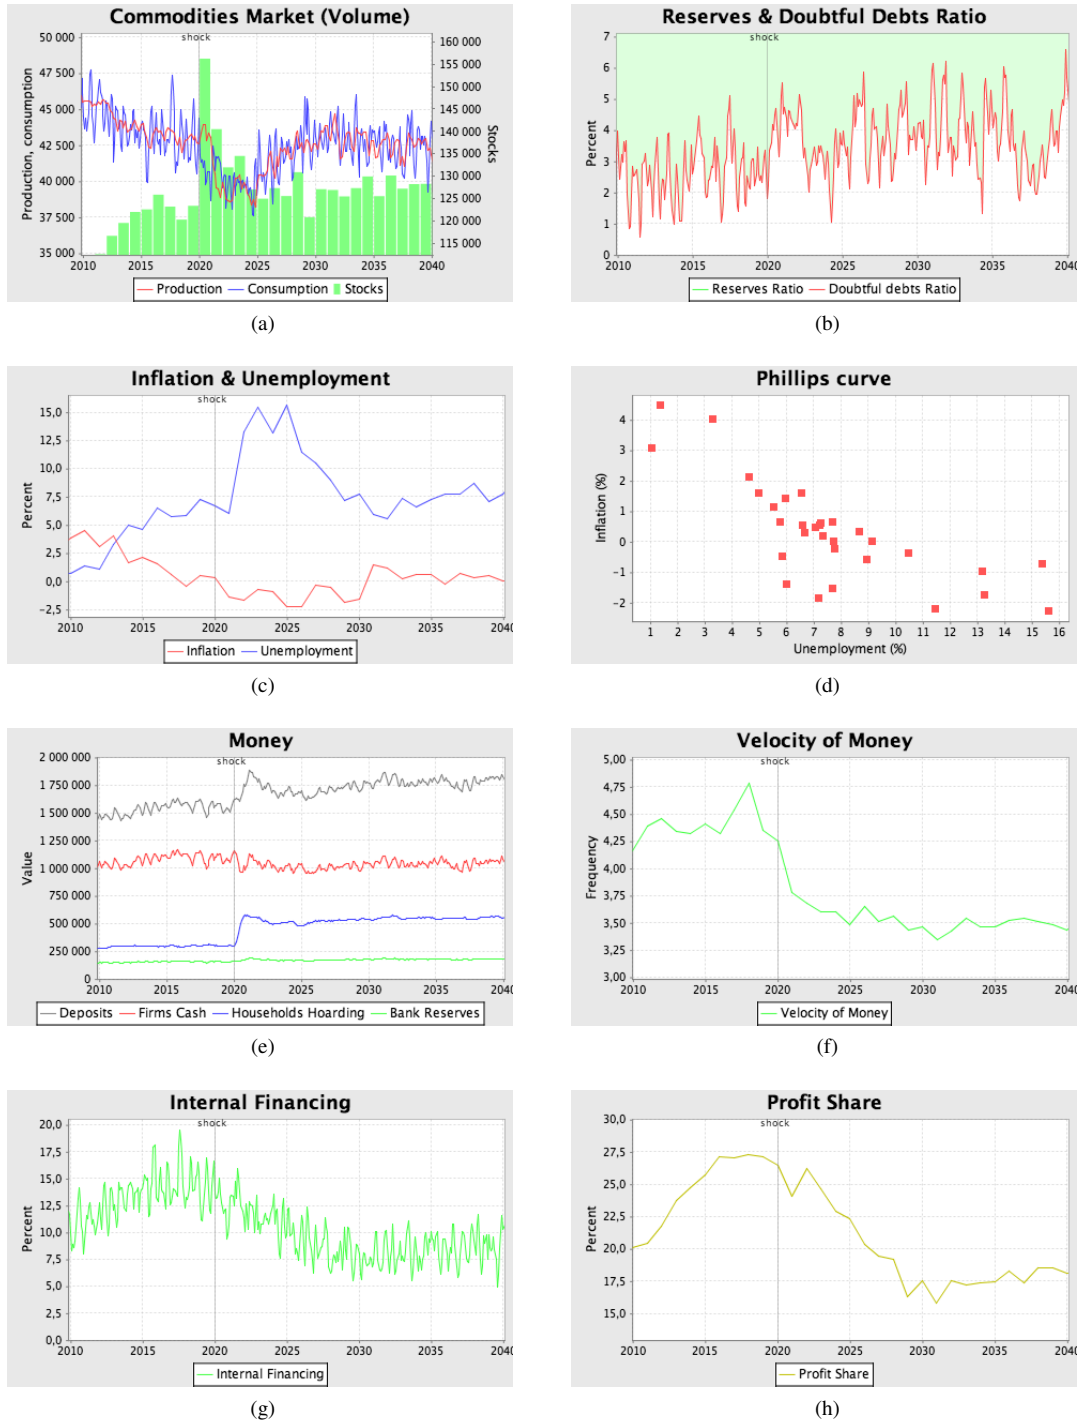 Commodities Market (Volume)
shock
50 000
47 500
45 000
42 500
40 000
37 500
35 000
Production, consumption
160 000
155 000
150 000
145 000
140 000
135 000
130 000
125 000
120 000
115 000
Stocks
2010 2015 2020 2025 2030 2035 2040
Production Consumption Stocks
(a)
Reserves & Doubtful Debts Ratio
shock
7
6
5
4
3
2
1
0
Percent
2010 2015 2020 2025 2030 2035 2040
Reserves Ratio Doubtful debts Ratio
(b)
Inflation & Unemployment
shock
15,0
12,5
10,0
7,5
5,0
2,5
0,0
−2,5
Percent
2010 2015 2020 2025 2030 2035 2040
Inflation Unemployment
(c)
Phillips curve
4
3
2
1
0
−1
−2
Inflation (%)
1 2 3 4 5 6 7 8 9 10 11 12 13 14 15 16
Unemployment (%)
(d)
Money
shock
2 000 000
1 750 000
1 500 000
1 250 000
1 000 000
750 000
500 000
250 000
0
Value
2010 2015 2020 2025 2030 2035 2040
Deposits Firms Cash Households Hoarding Bank Reserves
(e)
Velocity of Money
shock
5,00
4,75
4,50
4,25
4,00
3,75
3,50
3,25
3,00
Frequency
2010 2015 2020 2025 2030 2035 2040
Velocity of Money
(f)
Internal Financing
shock
20,0
17,5
15,0
12,5
10,0
7,5
5,0
2,5
0,0
Percent
2010 2015 2020 2025 2030 2035 2040
Internal Financing
(g)
Profit Share
shock
30,0
27,5
25,0
22,5
20,0
17,5
15,0
Percent
2010 2015 2020 2025 2030 2035 2040
Profit Share
(h)